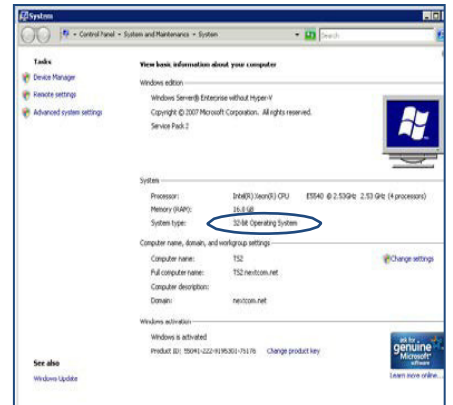 System
Control Panel • System and Maintenance • System
Search
Tasks
Device Manager
Remote settings
Advanced system settings
See also
Windows Update
View basic information about your computer
Windows edition
Windows Server® Enterprise without Hyper-V
Copyright © 2007 Microsoft Corporation. All rights reserved.
Service Pack 2
System
Processor: Intel(R) Xeon(R) CPU E5540 @ 2.53GHz 2.53 GHz (4 processors)
Memory (RAM): 16.0 GB
System type: 32-bit Operating System
Computer name, domain, and workgroup settings
Computer name: TS2
Change settings
Full computer name: TS2.nextcom.net
Computer description:
Domain: nextcom.net
Windows activation
Windows is activated
Product ID: 55041-222-9195301-76176 Change product key
ask for
genuine
Microsoft
software
Learn more online...